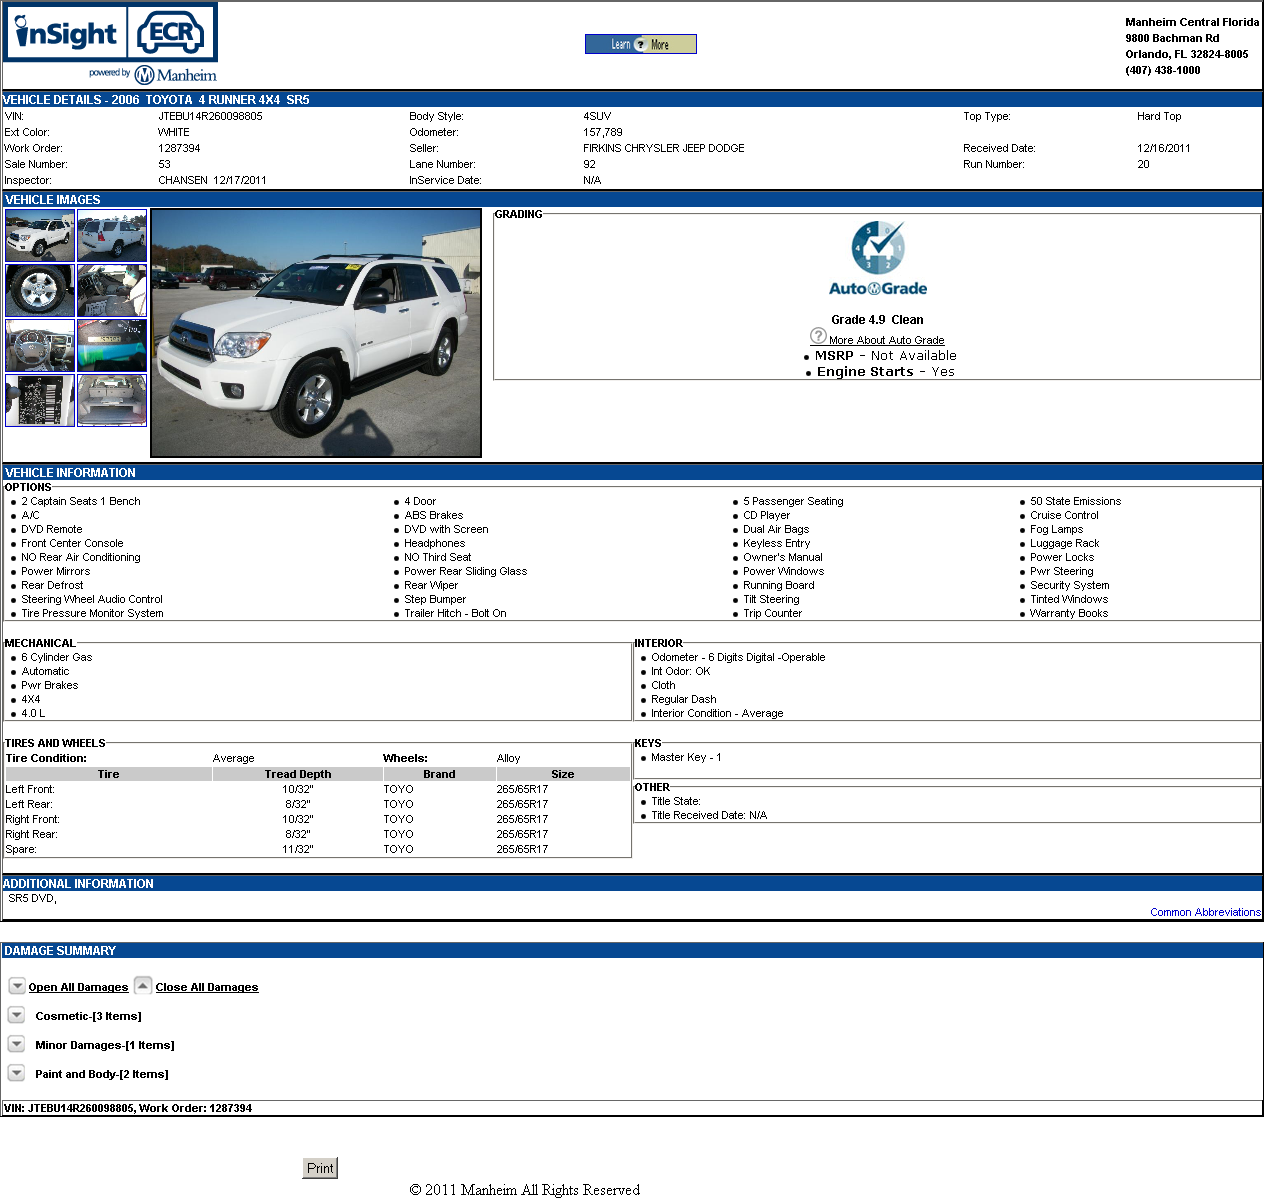 inSight ECR
powered by Manheim
Learn ? More
Manheim Central Florida
9800 Bachman Rd
Orlando, FL 32824-8005
(407) 438-1000
VEHICLE DETAILS - 2006 TOYOTA 4 RUNNER 4X4 SR5
VIN: JTEBU14R260098805 Body Style: 4SUV Top Type: Hard Top
Ext Color: WHITE Odometer: 157,789
Work Order: 1287394 Seller: FIRKINS CHRYSLER JEEP DODGE Received Date: 12/16/2011
Sale Number: 53 Lane Number: 92 Run Number: 20
Inspector: CHANSEN 12/17/2011 InService Date: N/A
VEHICLE IMAGES
GRADING
5 0 4 1 3 2
Auto Grade
Grade 4.9 Clean
? More About Auto Grade
MSRP - Not Available
Engine Starts - Yes
VEHICLE INFORMATION
OPTIONS
2 Captain Seats 1 Bench 4 Door 5 Passenger Seating 50 State Emissions
A/C ABS Brakes CD Player Cruise Control
DVD Remote DVD with Screen Dual Air Bags Fog Lamps
Front Center Console Headphones Keyless Entry Luggage Rack
NO Rear Air Conditioning NO Third Seat Owner's Manual Power Locks
Power Mirrors Power Rear Sliding Glass Power Windows Pwr Steering
Rear Defrost Rear Wiper Running Board Security System
Steering Wheel Audio Control Step Bumper Tilt Steering Tinted Windows
Tire Pressure Monitor System Trailer Hitch - Bolt On Trip Counter Warranty Books
MECHANICAL
6 Cylinder Gas
Automatic
Pwr Brakes
4X4
4.0 L
INTERIOR
Odometer - 6 Digits Digital -Operable
Int Odor: OK
Cloth
Regular Dash
Interior Condition - Average
TIRES AND WHEELS
Tire Condition: Average Wheels: Alloy
Tire Tread Depth Brand Size
Left Front: 10/32" TOYO 265/65R17
Left Rear: 8/32" TOYO 265/65R17
Right Front: 10/32" TOYO 265/65R17
Right Rear: 8/32" TOYO 265/65R17
Spare: 11/32" TOYO 265/65R17
KEYS
Master Key - 1
OTHER
Title State:
Title Received Date: N/A
ADDITIONAL INFORMATION
SR5 DVD,
Common Abbreviations
DAMAGE SUMMARY
Open All Damages Close All Damages
Cosmetic-[3 Items]
Minor Damages-[1 Items]
Paint and Body-[2 Items]
VIN: JTEBU14R260098805, Work Order: 1287394
Print
© 2011 Manheim All Rights Reserved